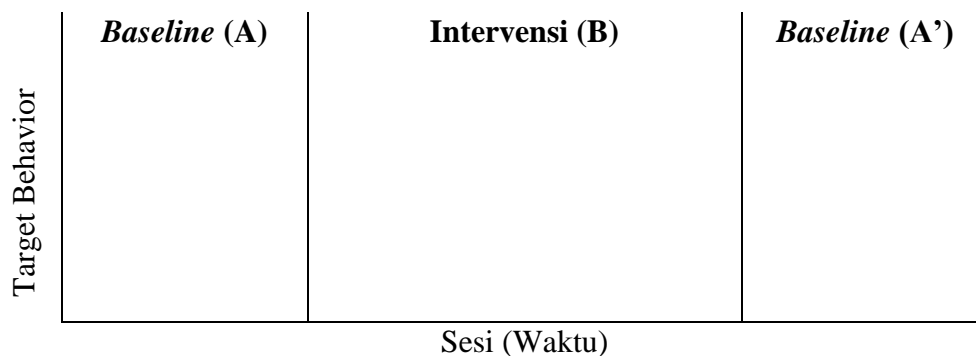 Baseline (A) Intervensi (B) Baseline (A’)
Target Behavior
Sesi (Waktu)